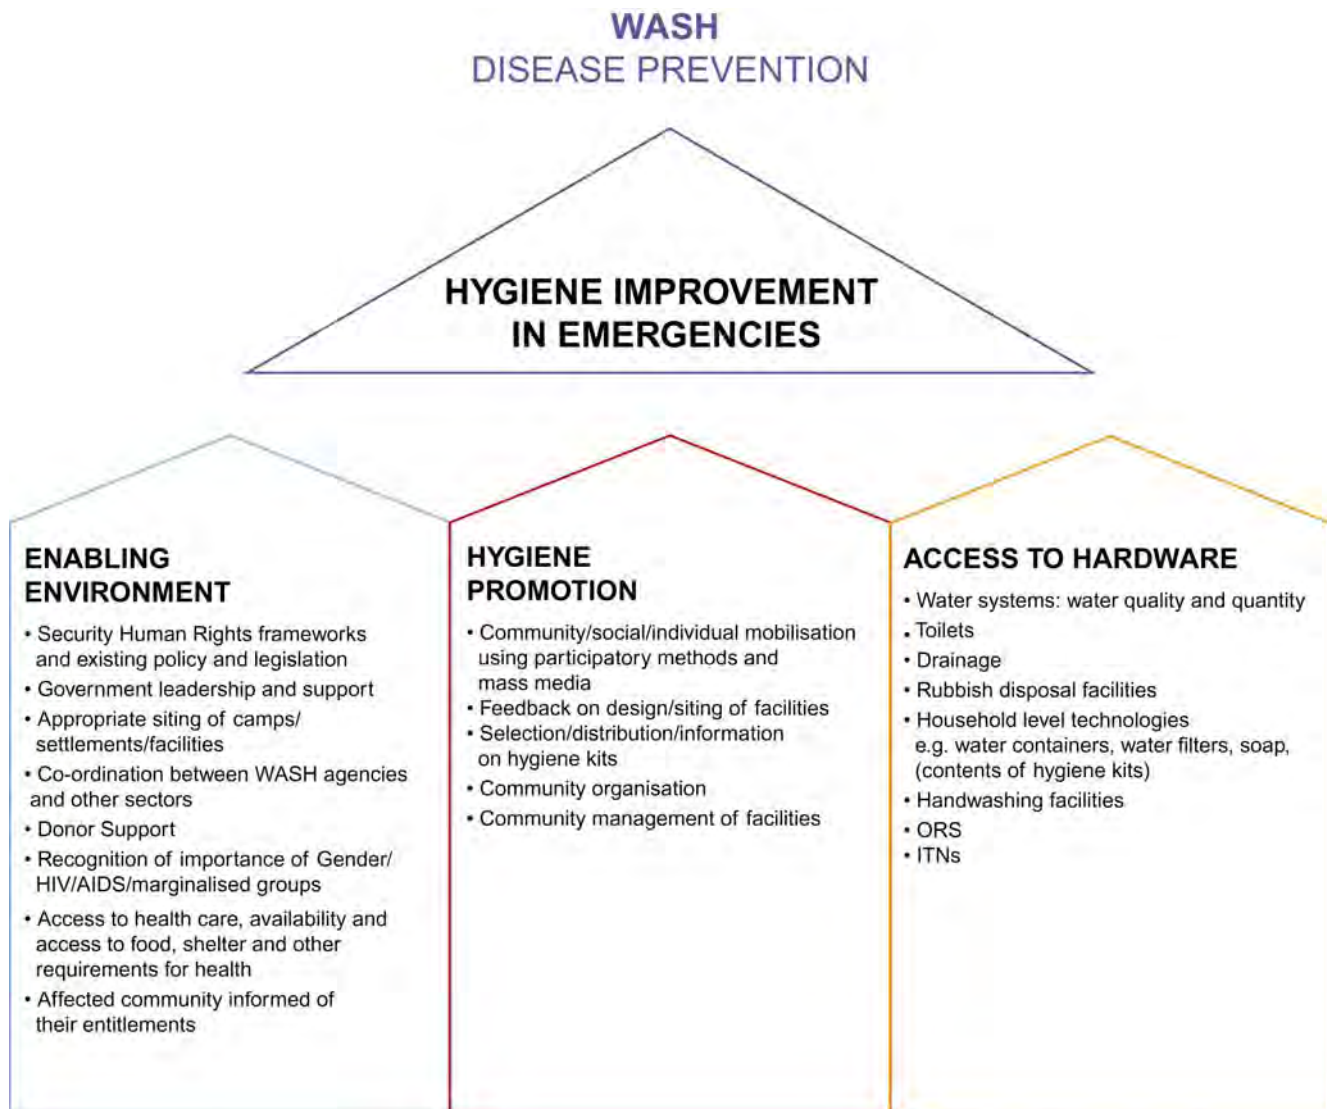 WASH
DISEASE PREVENTION
HYGIENE IMPROVEMENT
IN EMERGENCIES
ENABLING
ENVIRONMENT
• Security Human Rights frameworks
and existing policy and legislation
• Government leadership and support
• Appropriate siting of camps/
settlements/facilities
• Co-ordination between WASH agencies
and other sectors
• Donor Support
• Recognition of importance of Gender/
HIV/AIDS/marginalised groups
• Access to health care, availability and
access to food, shelter and other
requirements for health
• Affected community informed of
their entitlements
HYGIENE
PROMOTION
• Community/social/individual mobilisation
using participatory methods and
mass media
• Feedback on design/siting of facilities
• Selection/distribution/information
on hygiene kits
• Community organisation
• Community management of facilities
ACCESS TO HARDWARE
• Water systems: water quality and quantity
• Toilets
• Drainage
• Rubbish disposal facilities
• Household level technologies
e.g. water containers, water filters, soap,
(contents of hygiene kits)
• Handwashing facilities
• ORS
• ITNs